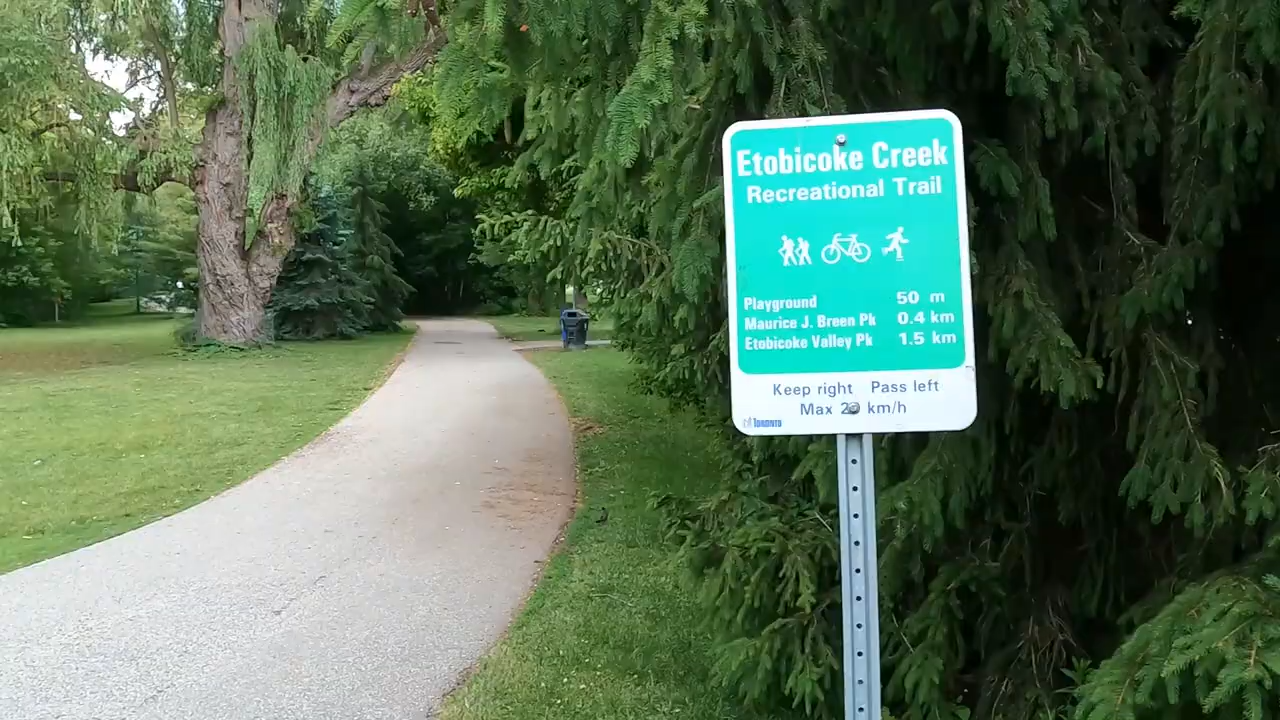 Etobicoke Creek
Recreational Trail
Playground 50 m
Maurice J. Breen Pk 0.4 km
Etobicoke Valley Pk 1.5 km
Keep right Pass left
Max km/h
TORONTO